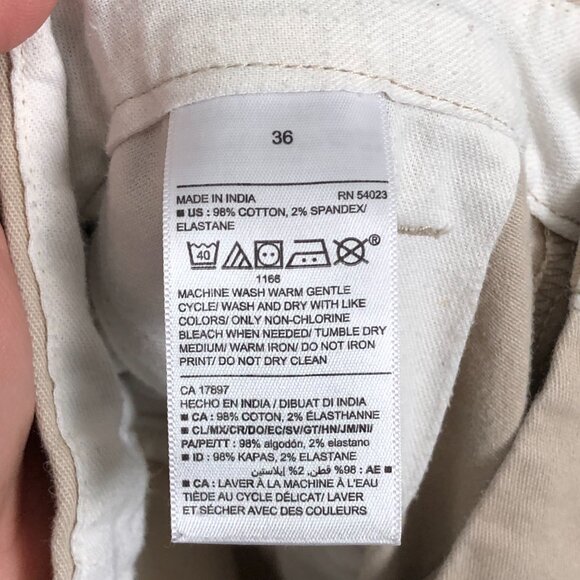 36
MADE IN INDIA RN 54023
■ US : 98% COTTON, 2% SPANDEX/
ELASTANE
40 ®
1166
MACHINE WASH WARM GENTLE
CYCLE/ WASH AND DRY WITH LIKE
COLORS/ ONLY NON-CHLORINE
BLEACH WHEN NEEDED/ TUMBLE DRY
MEDIUM/ WARM IRON/ DO NOT IRON
PRINT/ DO NOT DRY CLEAN
CA 17897
HECHO EN INDIA / DIBUAT DI INDIA
■ CA : 98% COTON, 2% ÉLASTHANNE
■ CL/MX/CR/DO/EC/SV/GT/HN/JM/NI/
PA/PE/TT : 98% algodón, 2% elastano
■ ID : 98% KAPAS, 2% ELASTANE
■ AE : 98% قطن, 2% إيلاستين
■ CA : LAVER À LA MACHINE À L'EAU
TIÈDE AU CYCLE DÉLICAT/ LAVER
ET SÉCHER AVEC DES COULEURS